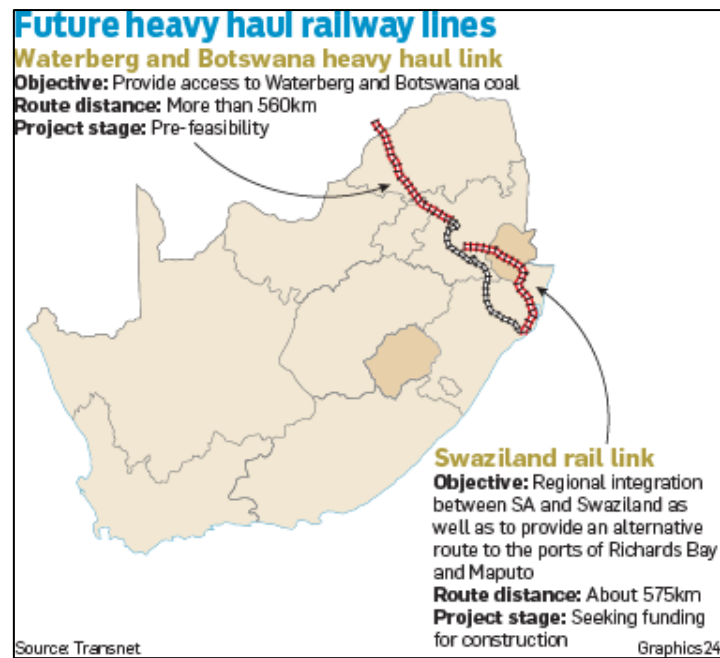 Future heavy haul railway lines
Waterberg and Botswana heavy haul link
Objective: Provide access to Waterberg and Botswana coal
Route distance: More than 560km
Project stage: Pre-feasibility
Swaziland rail link
Objective: Regional integration
between SA and Swaziland as
well as to provide an alternative
route to the ports of Richards Bay
and Maputo
Route distance: About 575km
Project stage: Seeking funding
for construction
Source: Transnet
Graphics24